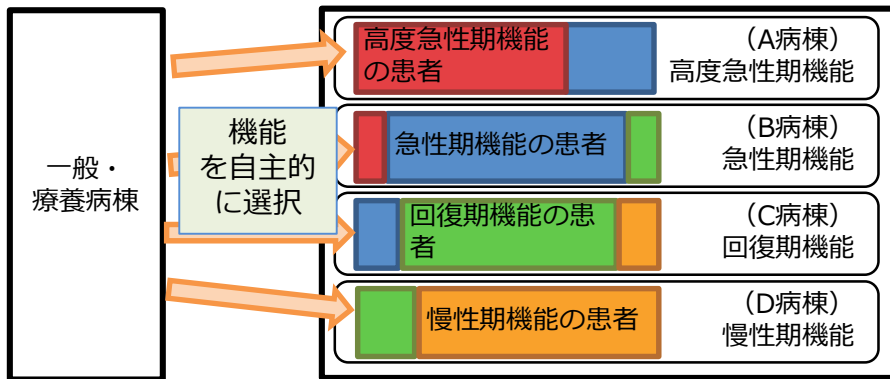 一般・
療養病棟
機能
を自主的
に選択
高度急性期機能
の患者
（A病棟）
高度急性期機能
急性期機能の患者
（B病棟）
急性期機能
回復期機能の患
者
（C病棟）
回復期機能
慢性期機能の患者
（D病棟）
慢性期機能